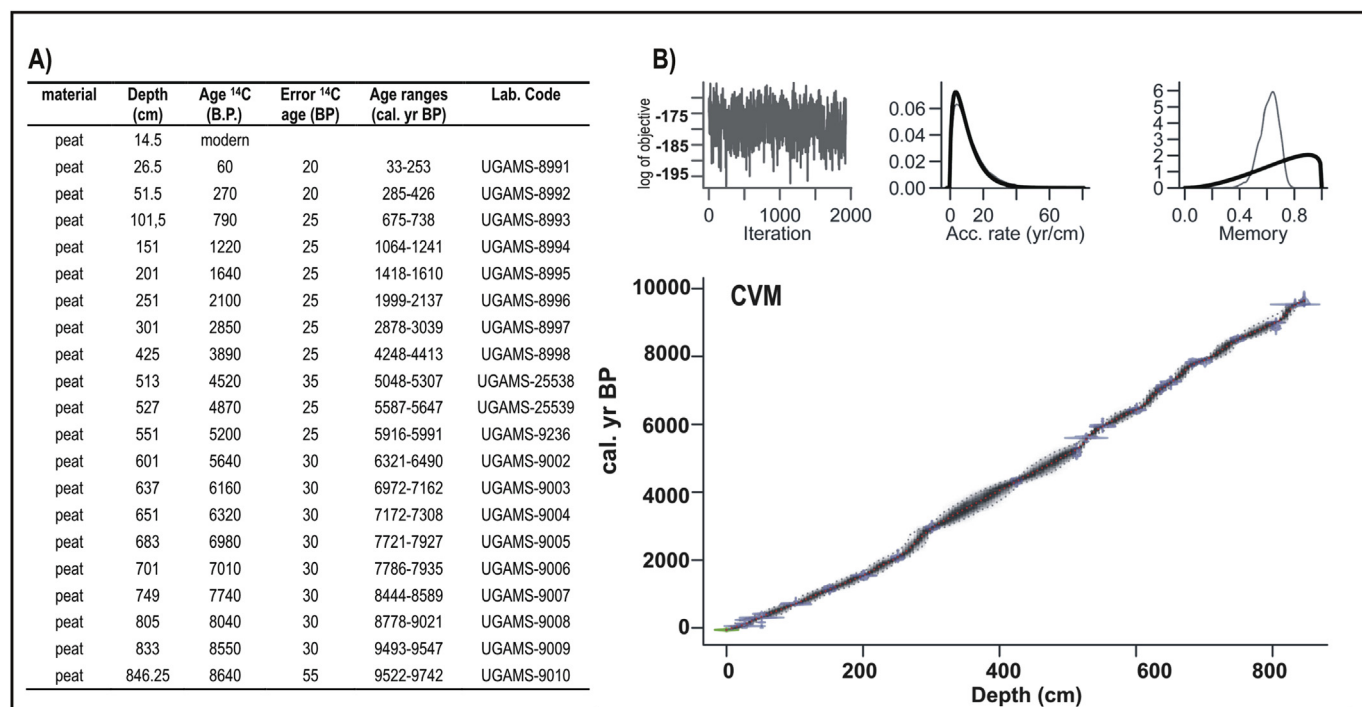 A)
material Depth (cm) Age ¹⁴C (B.P.) Error ¹⁴C age (BP) Age ranges (cal. yr BP) Lab. Code
peat 14.5 modern
peat 26.5 60 20 33-253 UGAMS-8991
peat 51.5 270 20 285-426 UGAMS-8992
peat 101,5 790 25 675-738 UGAMS-8993
peat 151 1220 25 1064-1241 UGAMS-8994
peat 201 1640 25 1418-1610 UGAMS-8995
peat 251 2100 25 1999-2137 UGAMS-8996
peat 301 2850 25 2878-3039 UGAMS-8997
peat 425 3890 25 4248-4413 UGAMS-8998
peat 513 4520 35 5048-5307 UGAMS-25538
peat 527 4870 25 5587-5647 UGAMS-25539
peat 551 5200 25 5916-5991 UGAMS-9236
peat 601 5640 30 6321-6490 UGAMS-9002
peat 637 6160 30 6972-7162 UGAMS-9003
peat 651 6320 30 7172-7308 UGAMS-9004
peat 683 6980 30 7721-7927 UGAMS-9005
peat 701 7010 30 7786-7935 UGAMS-9006
peat 749 7740 30 8444-8589 UGAMS-9007
peat 805 8040 30 8778-9021 UGAMS-9008
peat 833 8550 30 9493-9547 UGAMS-9009
peat 846.25 8640 55 9522-9742 UGAMS-9010
B)
log of objective
-175
-185
-195
0 1000 2000
Iteration
0.06
0.04
0.02
0.00
0 20 60
Acc. rate (yr/cm)
6
5
4
3
2
1
0
0.0 0.4 0.8
Memory
CVM
cal. yr BP
10000
8000
6000
4000
2000
0
0 200 400 600 800
Depth (cm)